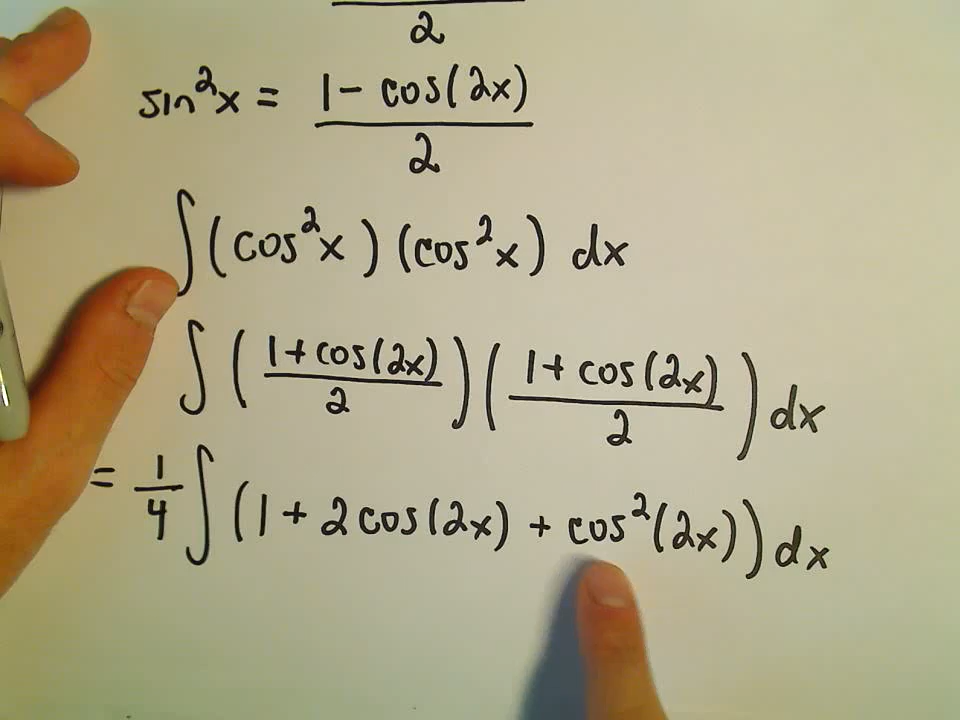 2
sin²x = (1 - cos(2x))/2
∫(cos²x)(cos²x) dx
∫((1+cos(2x))/2)((1+cos(2x))/2) dx
= 1/4 ∫(1 + 2cos(2x) + cos²(2x)) dx